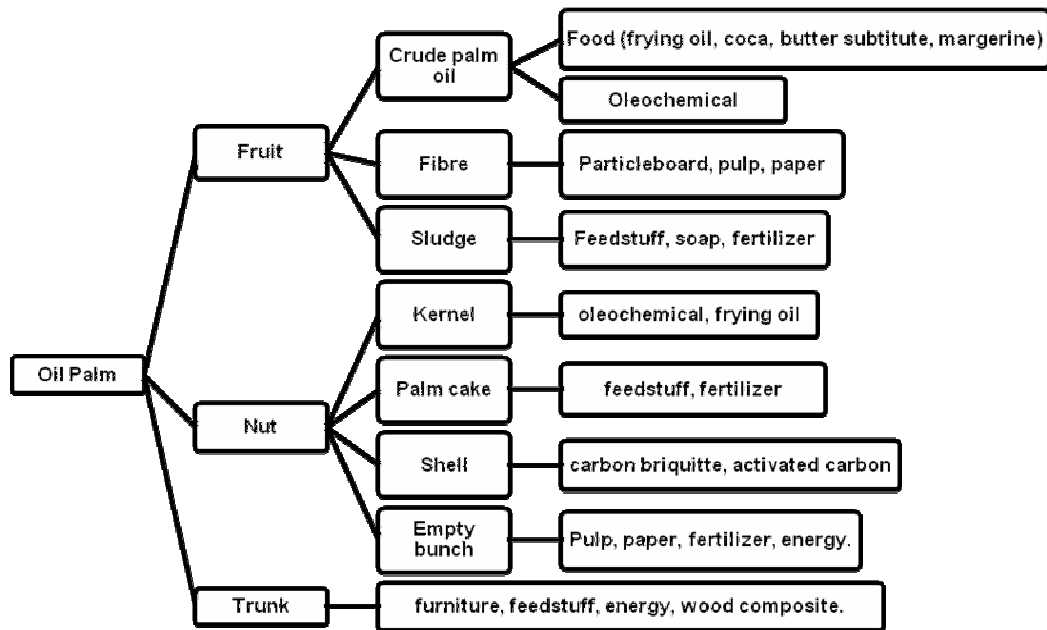 Oil Palm
Fruit
Crude palm
oil
Food (frying oil, coca, butter subtitute, margerine)
Oleochemical
Fibre
Particleboard, pulp, paper
Sludge
Feedstuff, soap, fertilizer
Nut
Kernel
oleochemical, frying oil
Palm cake
feedstuff, fertilizer
Shell
carbon briquitte, activated carbon
Empty
bunch
Pulp, paper, fertilizer, energy.
Trunk
furniture, feedstuff, energy, wood composite.